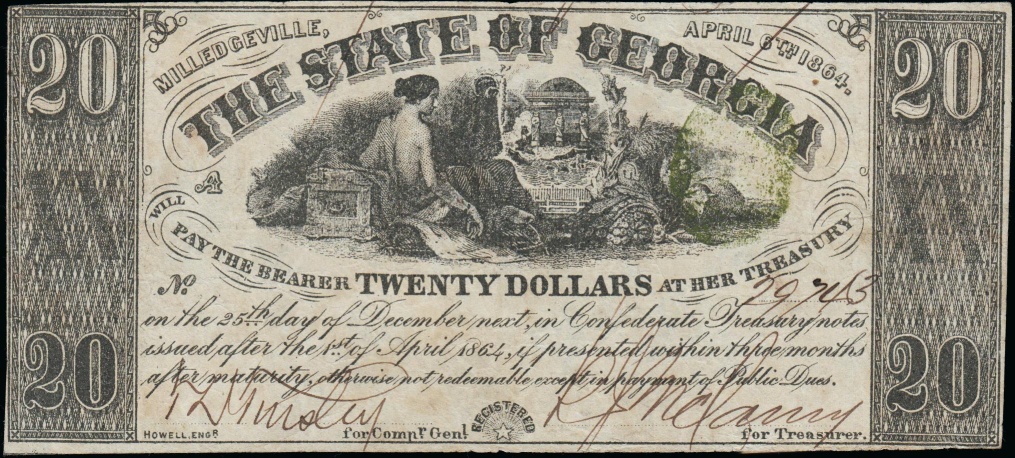 20
20
MILLEDGEVILLE,
APRIL 6TH 1864.
THE STATE OF GEORGIA
A
WILL
PAY THE BEARER TWENTY DOLLARS AT HER TREASURY
No
on the 25th day of December next, in Confederate Treasury notes
issued after the 1st of April 1864, if presented within three months
after maturity, otherwise not redeemable except in payment of Public Dues.
20
20
HOWELL, ENGR
for Compr Genl
REGISTERED
for Treasurer.